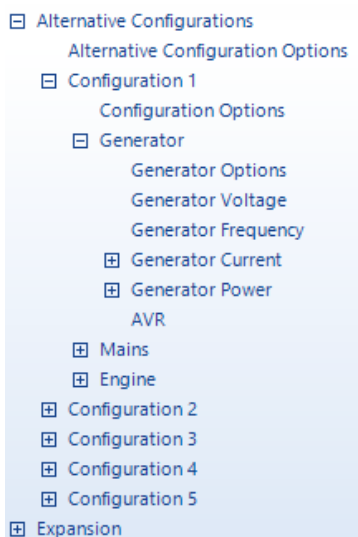 Alternative Configurations
Alternative Configuration Options
Configuration 1
Configuration Options
Generator
Generator Options
Generator Voltage
Generator Frequency
Generator Current
Generator Power
AVR
Mains
Engine
Configuration 2
Configuration 3
Configuration 4
Configuration 5
Expansion